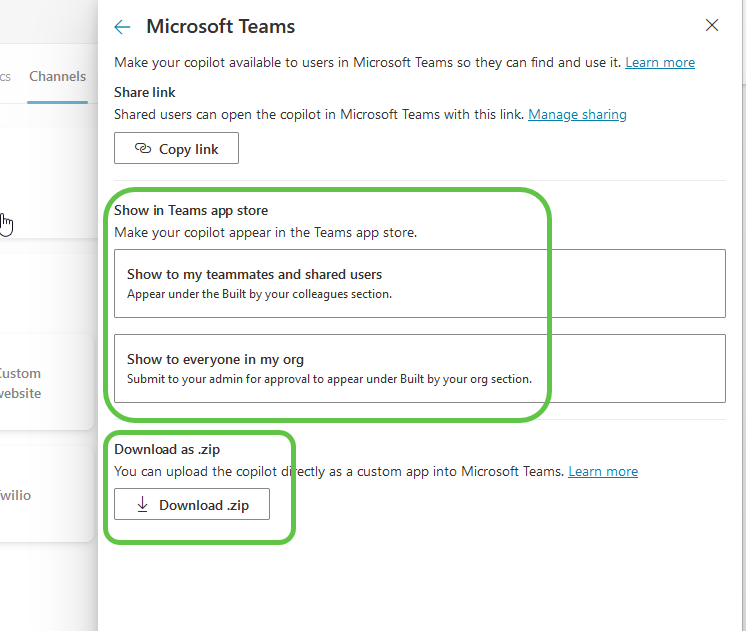 Microsoft Teams
Make your copilot available to users in Microsoft Teams so they can find and use it. Learn more
cs
Channels
Share link
Shared users can open the copilot in Microsoft Teams with this link. Manage sharing
Copy link
Show in Teams app store
Make your copilot appear in the Teams app store.
Show to my teammates and shared users
Appear under the Built by your colleagues section.
Show to everyone in my org
Submit to your admin for approval to appear under Built by your org section.
Custom
website
Download as .zip
You can upload the copilot directly as a custom app into Microsoft Teams. Learn more
Twilio
Download .zip